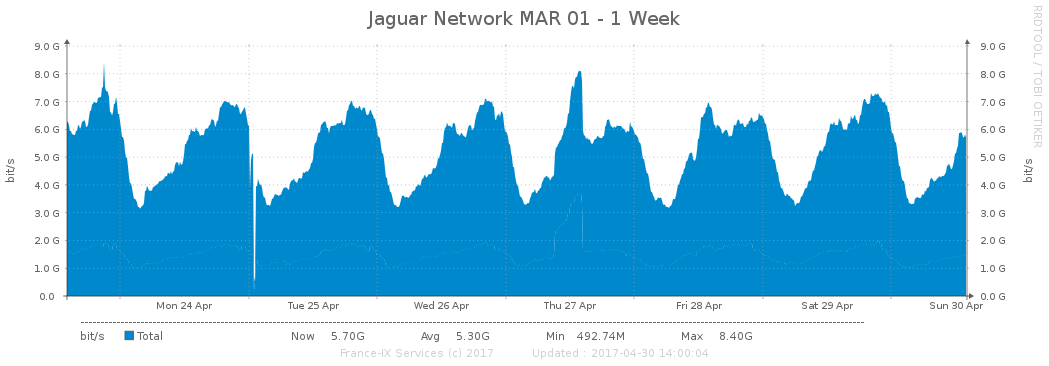 Jaguar Network MAR 01 - 1 Week
RRDTOOL / TOBI OETIKER
bit/s
9.0 G 9.0 G
8.0 G 8.0 G
7.0 G 7.0 G
6.0 G 6.0 G
5.0 G 5.0 G
4.0 G 4.0 G
3.0 G 3.0 G
2.0 G 2.0 G
1.0 G 1.0 G
0.0 0.0 G
bit/s
Mon 24 Apr Tue 25 Apr Wed 26 Apr Thu 27 Apr Fri 28 Apr Sat 29 Apr Sun 30 Apr
bit/s Total Now 5.70G Avg 5.30G Min 492.74M Max 8.40G
France-IX Services (c) 2017 Updated : 2017-04-30 14:00:04